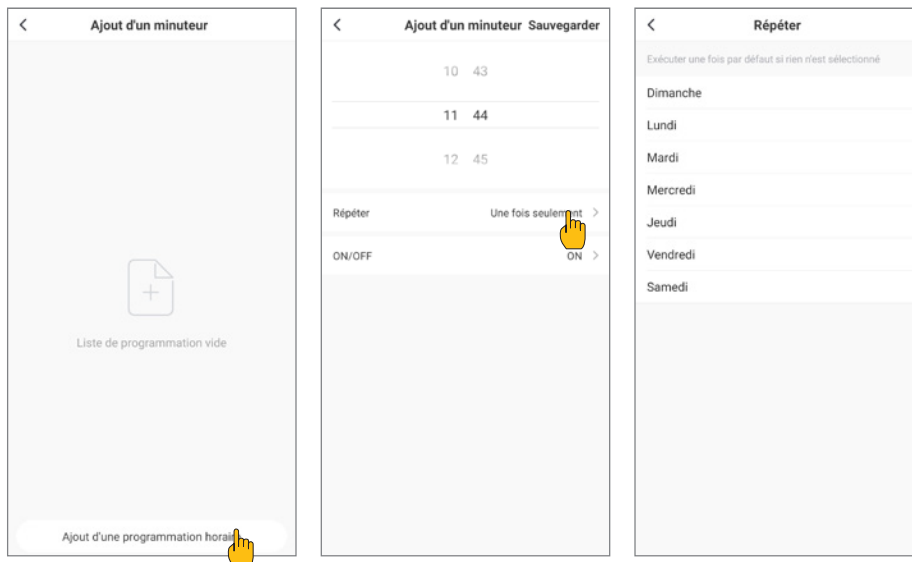 Ajout d'un minuteur
Liste de programmation vide
Ajout d'une programmation horaire
Ajout d'un minuteur Sauvegarder
10 43
11 44
12 45
Répéter Une fois seulement
ON/OFF ON
Répéter
Exécuter une fois par défaut si rien n'est sélectionné
Dimanche
Lundi
Mardi
Mercredi
Jeudi
Vendredi
Samedi